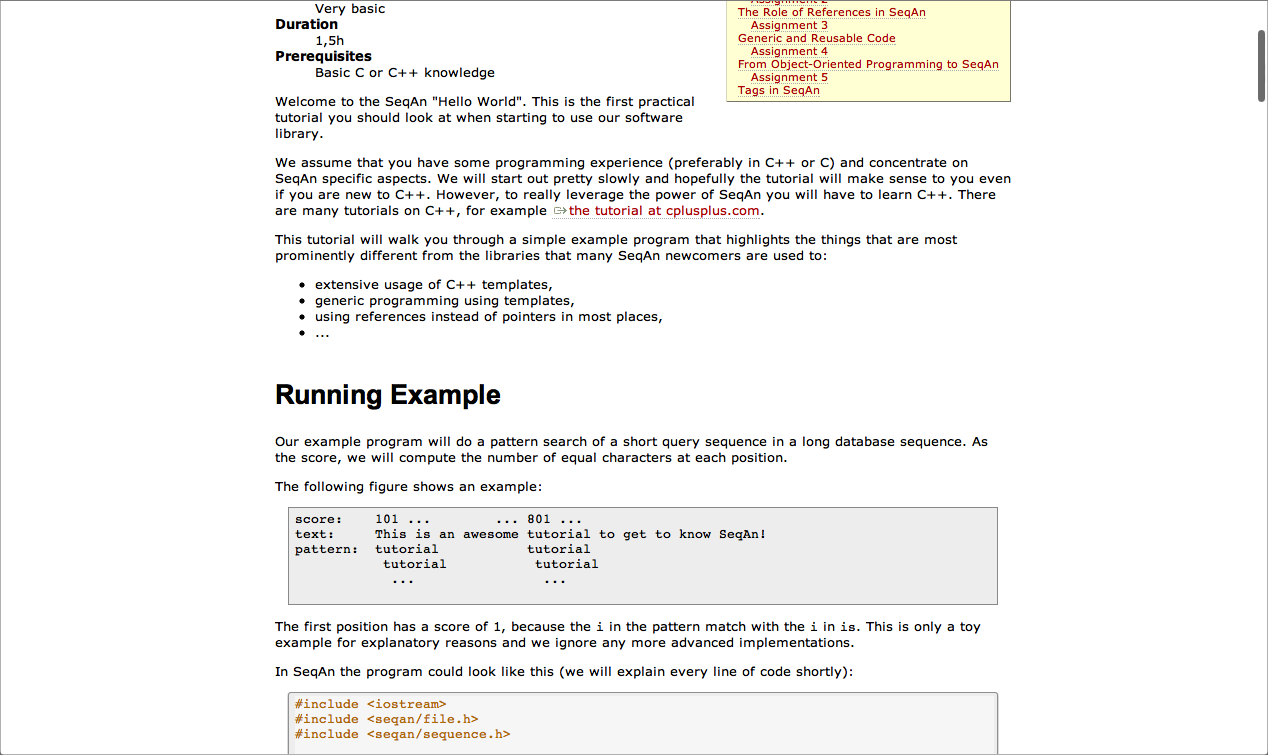 Very basic
Duration
1,5h
Prerequisites
Basic C or C++ knowledge
Assignment 2
The Role of References in SeqAn
Assignment 3
Generic and Reusable Code
Assignment 4
From Object-Oriented Programming to SeqAn
Assignment 5
Tags in SeqAn
Welcome to the SeqAn "Hello World". This is the first practical
tutorial you should look at when starting to use our software
library.
We assume that you have some programming experience (preferably in C++ or C) and concentrate on
SeqAn specific aspects. We will start out pretty slowly and hopefully the tutorial will make sense to you even
if you are new to C++. However, to really leverage the power of SeqAn you will have to learn C++. There
are many tutorials on C++, for example the tutorial at cplusplus.com.
This tutorial will walk you through a simple example program that highlights the things that are most
prominently different from the libraries that many SeqAn newcomers are used to:
• extensive usage of C++ templates,
• generic programming using templates,
• using references instead of pointers in most places,
• ...
Running Example
Our example program will do a pattern search of a short query sequence in a long database sequence. As
the score, we will compute the number of equal characters at each position.
The following figure shows an example:
score:    101 ...        ... 801 ...
text:     This is an awesome tutorial to get to know SeqAn!
pattern:  tutorial           tutorial
           tutorial           tutorial
            ...                ...
The first position has a score of 1, because the i in the pattern match with the i in is. This is only a toy
example for explanatory reasons and we ignore any more advanced implementations.
In SeqAn the program could look like this (we will explain every line of code shortly):
#include <iostream>
#include <seqan/file.h>
#include <seqan/sequence.h>